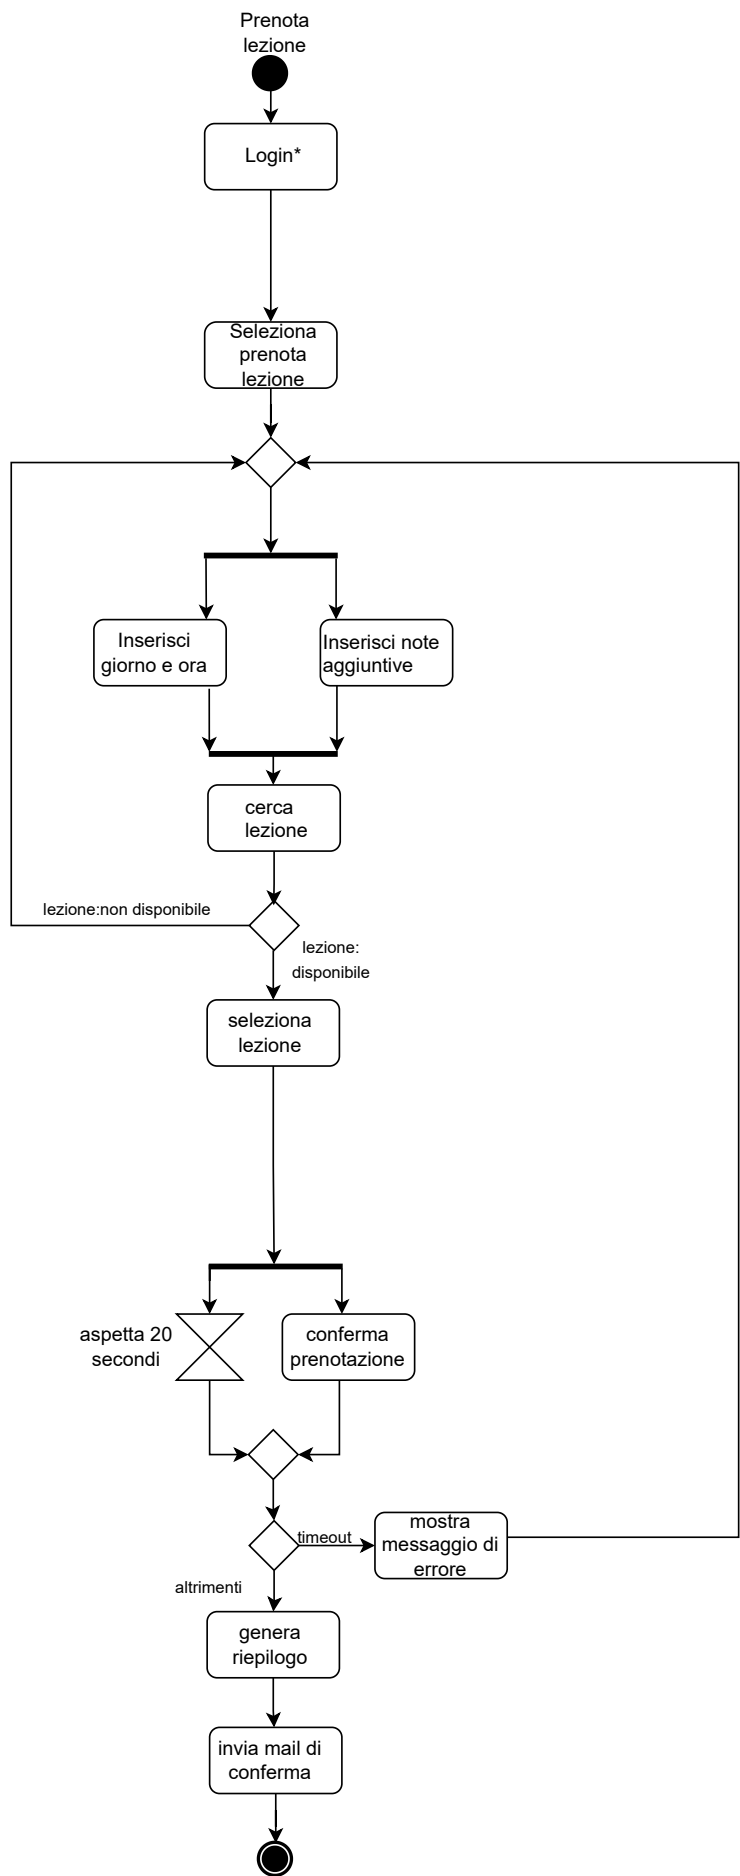 Prenota
lezione
Login*
Seleziona
prenota
lezione
Inserisci
giorno e ora
Inserisci note
aggiuntive
cerca
lezione
lezione:non disponibile
lezione:
disponibile
seleziona
lezione
aspetta 20
secondi
conferma
prenotazione
timeout
mostra
messaggio di
errore
altrimenti
genera
riepilogo
invia mail di
conferma